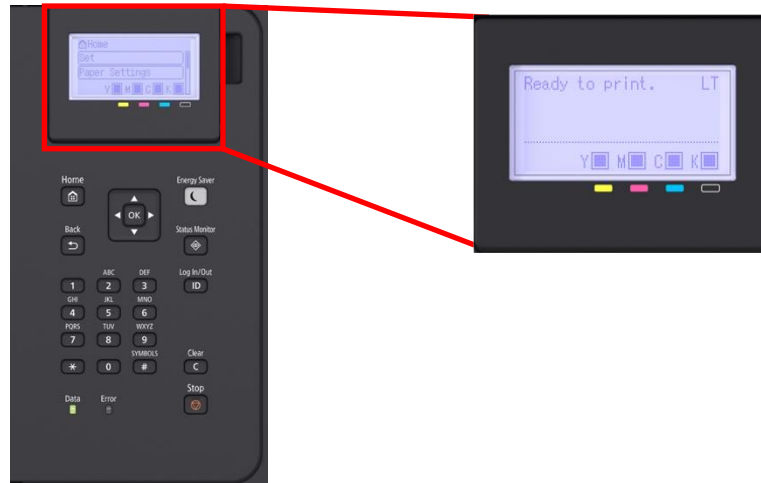 Home
Set
Paper Settings
Y M C K
Home
Energy Saver
OK
Back
Status Monitor
ABC DEF
Log In/Out
1 2 3
ID
GHI JKL MNO
4 5 6
PQRS TUV WXYZ
7 8 9
SYMBOLS
Clear
* 0 #
C
Stop
Data Error
Ready to print. LT
Y M C K